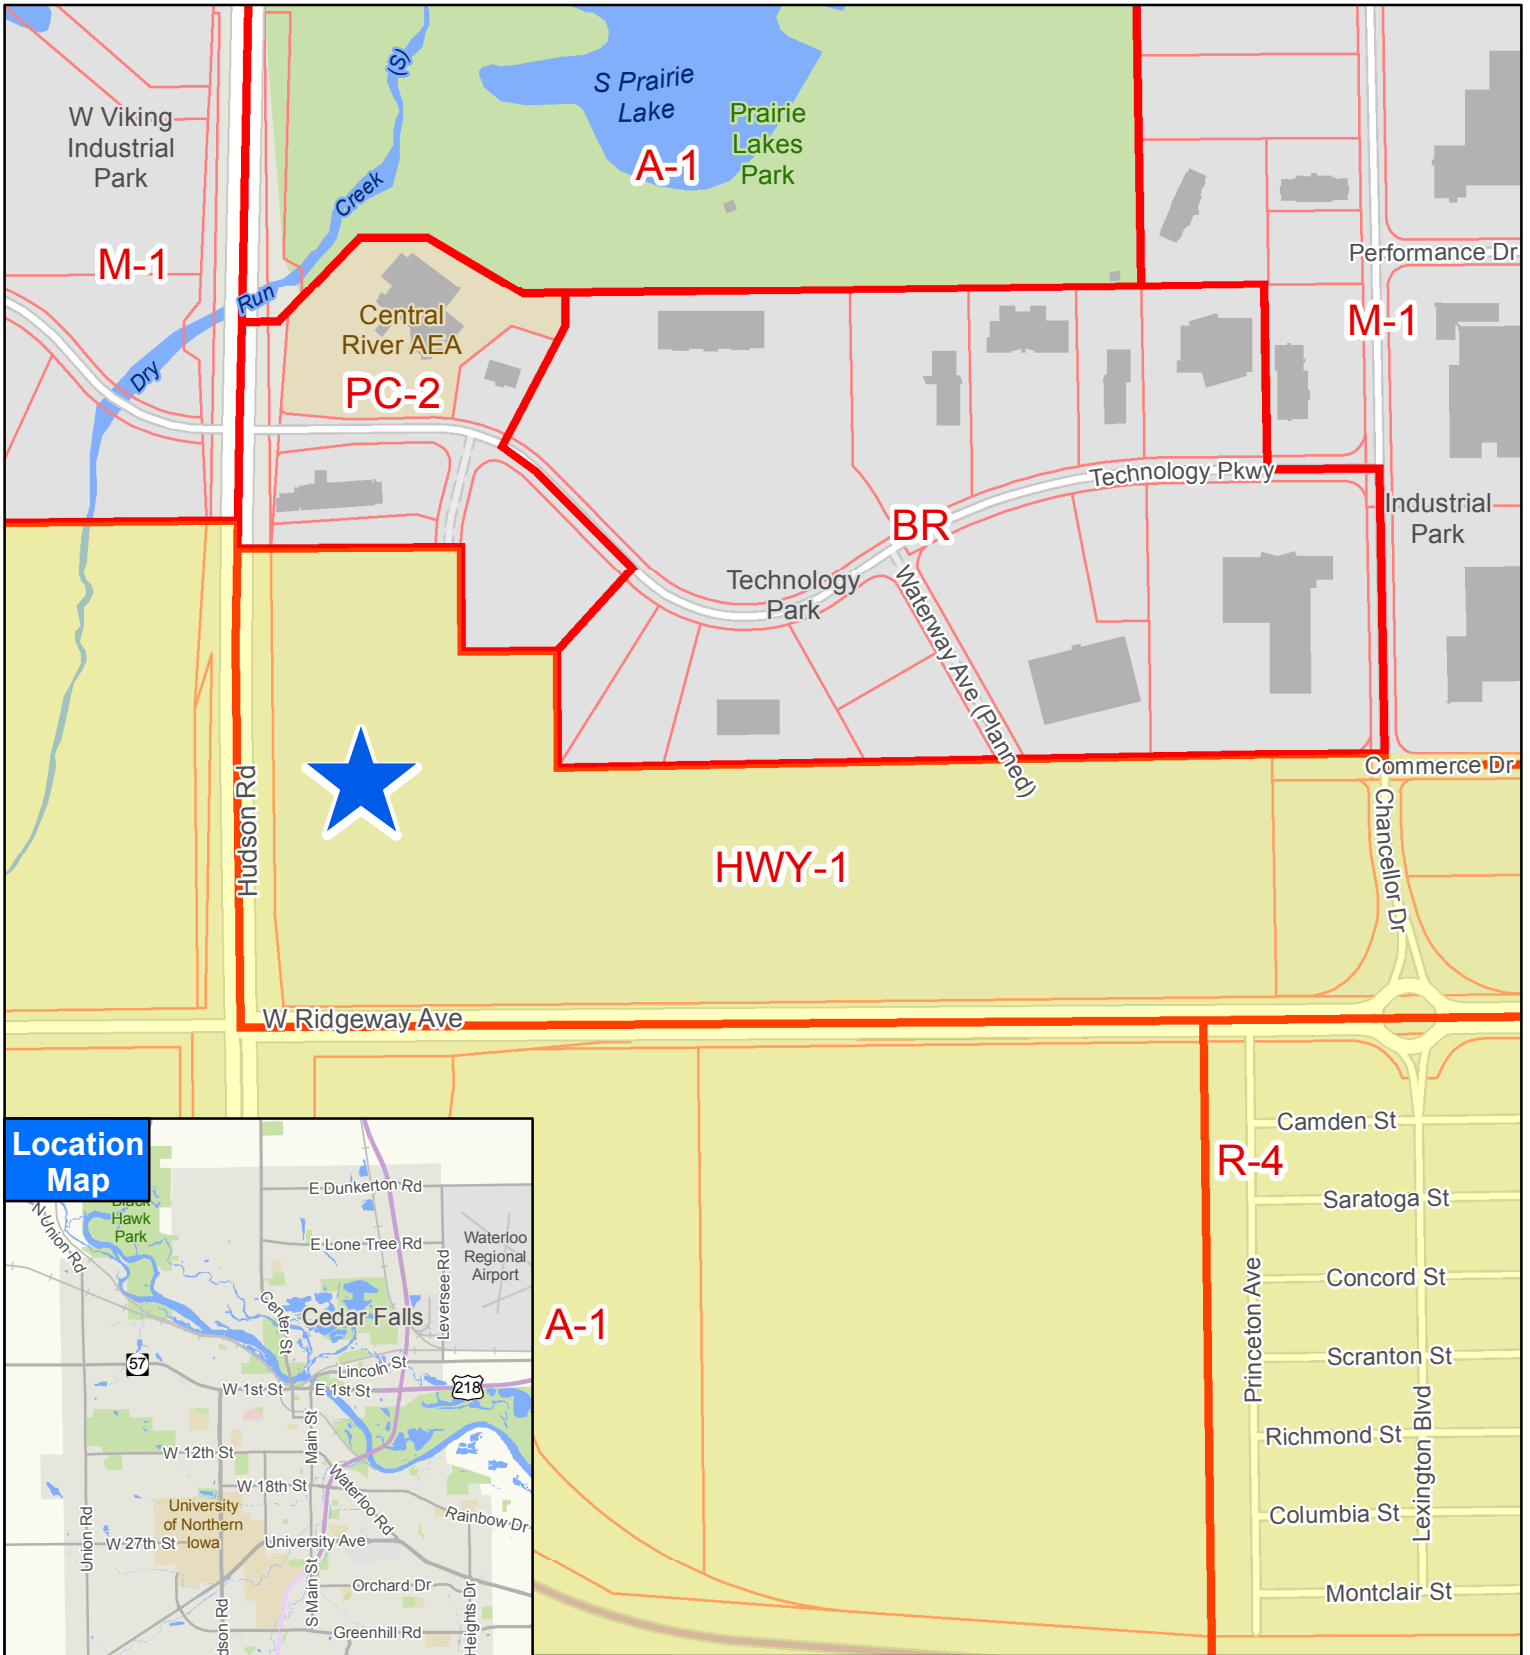 (S)
S Prairie
Lake
Prairie
Lakes
Park
A-1
W Viking
Industrial
Park
M-1
Creek
Run
Dry
Central
River AEA
PC-2
Performance Dr
M-1
Technology Pkwy
Industrial
Park
BR
Technology
Park
Waterway Ave (Planned)
Hudson Rd
Commerce Dr
Chancellor Dr
HWY-1
W Ridgeway Ave
Camden St
R-4
Saratoga St
Concord St
Princeton Ave
Scranton St
Richmond St
Lexington Blvd
Columbia St
Montclair St
A-1
Location
Map
Black
Hawk
Park
N Union Rd
E Dunkerton Rd
E Lone Tree Rd
Leversee Rd
Waterloo
Regional
Airport
Center St
Cedar Falls
57
Lincoln St
W 1st St
E 1st St
218
Main St
W 12th St
Waterloo Rd
W 18th St
Rainbow Dr
University
of Northern
Iowa
Union Rd
W 27th St
University Ave
S Main St
Orchard Dr
Greenhill Rd
dson Rd
Heights Dr